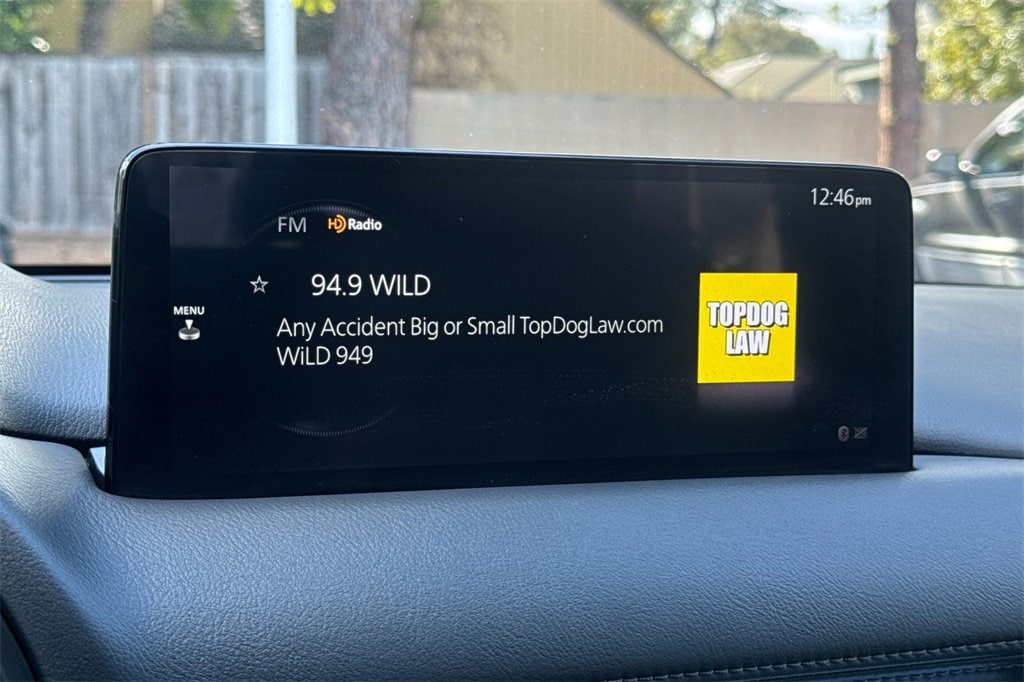 12:46pm
FM HD Radio
☆ 94.9 WILD
MENU
Any Accident Big or Small TopDogLaw.com
WiLD 949
TOPDOG
LAW